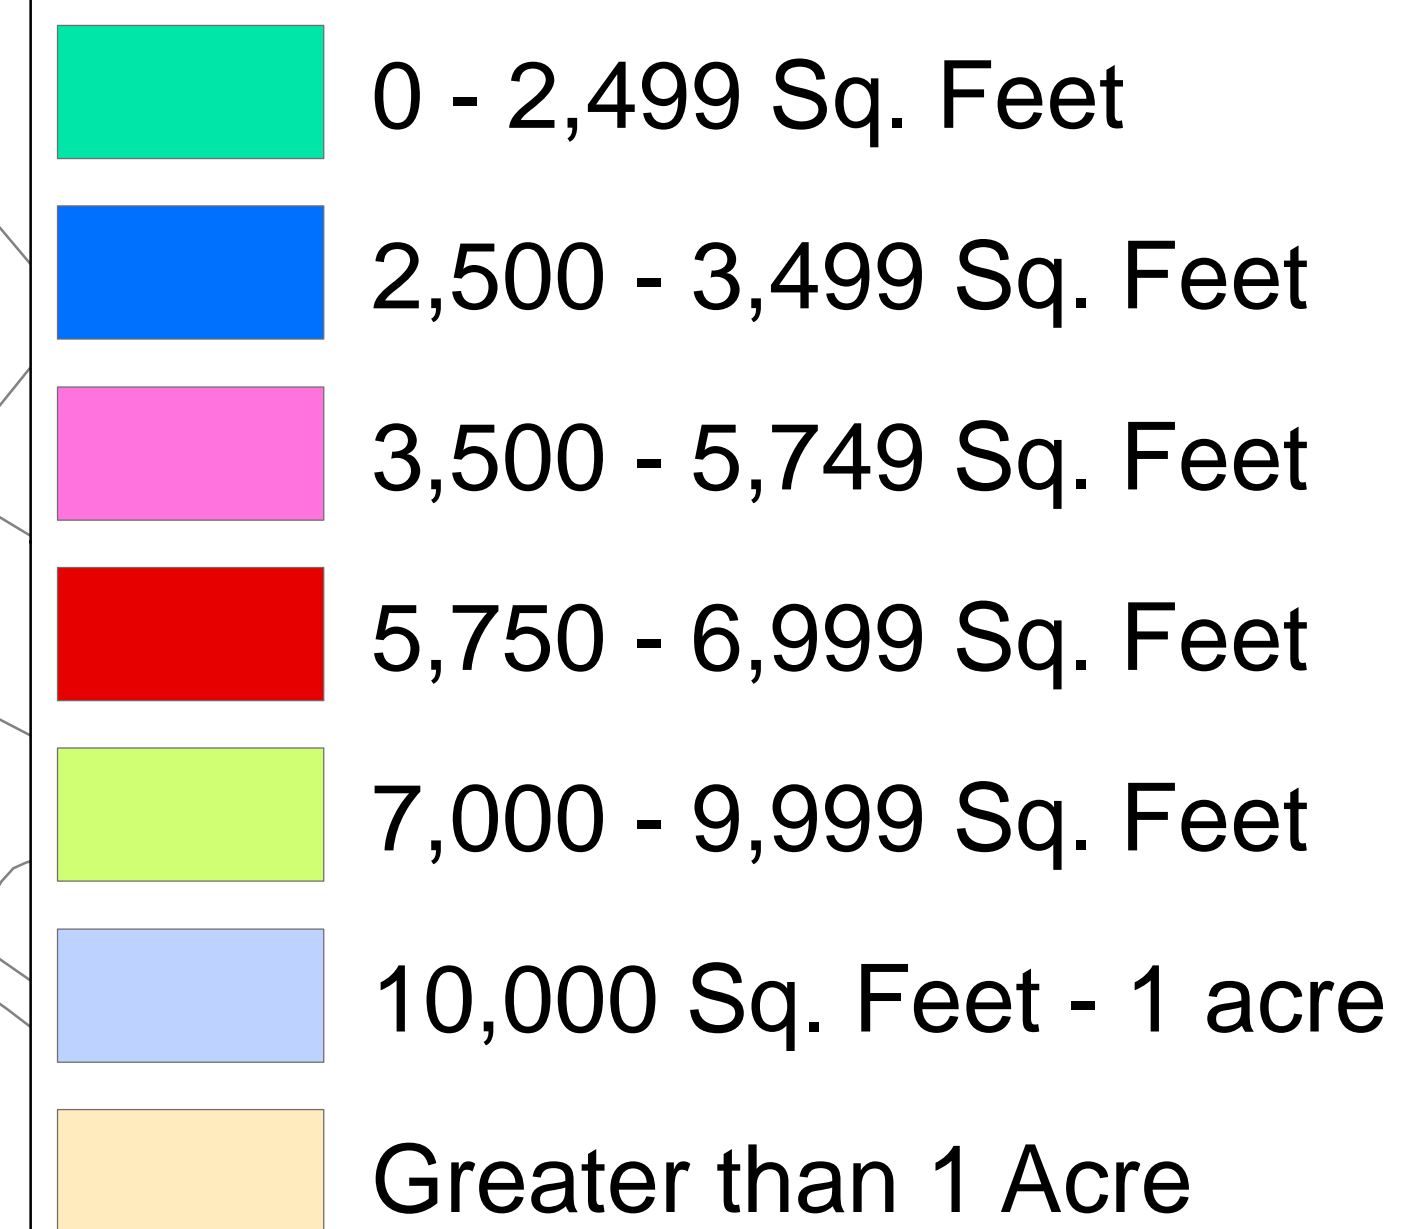 0 - 2,499 Sq. Feet
2,500 - 3,499 Sq. Feet
3,500 - 5,749 Sq. Feet
5,750 - 6,999 Sq. Feet
7,000 - 9,999 Sq. Feet
10,000 Sq. Feet - 1 acre
Greater than 1 Acre